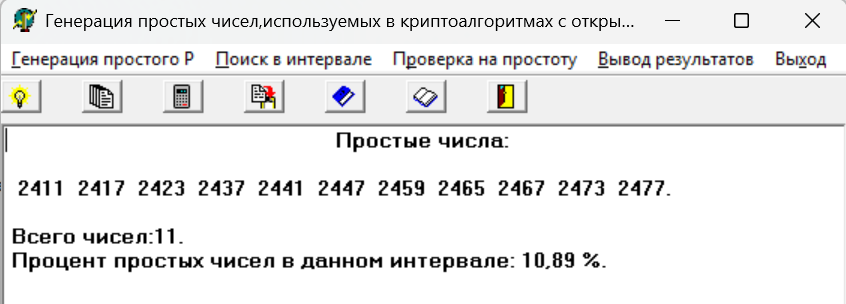 Генерация простых чисел,используемых в криптоалгоритмах с откры...
Генерация простого P Поиск в интервале Проверка на простоту Вывод результатов Выход
Простые числа:
2411 2417 2423 2437 2441 2447 2459 2465 2467 2473 2477.
Всего чисел:11.
Процент простых чисел в данном интервале: 10,89 %.